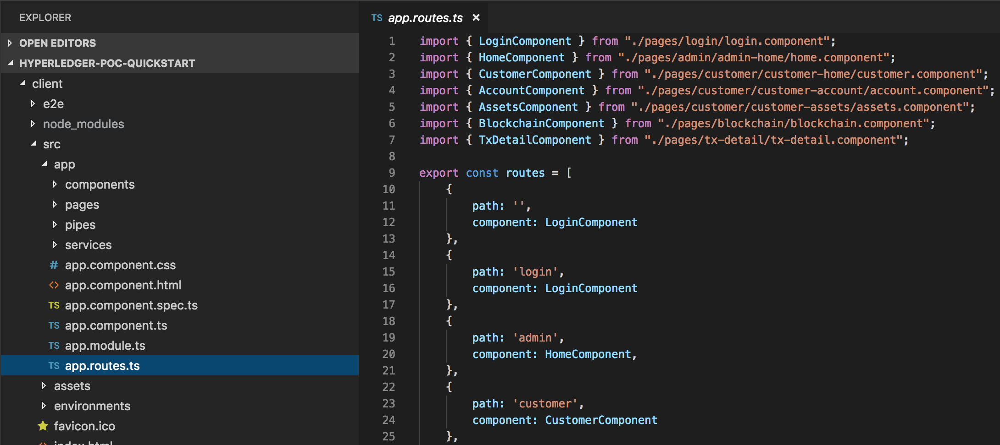 EXPLORER
OPEN EDITORS
HYPERLEDGER-POC-QUICKSTART
client
e2e
node_modules
src
app
components
pages
pipes
services
# app.component.css
<> app.component.html
TS app.component.spec.ts
TS app.component.ts
TS app.module.ts
TS app.routes.ts
assets
environments
favicon.ico
<> index.html
TS app.routes.ts ×
1 import { LoginComponent } from "./pages/login/login.component";
2 import { HomeComponent } from "./pages/admin/admin-home/home.component";
3 import { CustomerComponent } from "./pages/customer/customer-home/customer.component";
4 import { AccountComponent } from "./pages/customer/customer-account/account.component";
5 import { AssetsComponent } from "./pages/customer/customer-assets/assets.component";
6 import { BlockchainComponent } from "./pages/blockchain/blockchain.component";
7 import { TxDetailComponent } from "./pages/tx-detail/tx-detail.component";
8
9 export const routes = [
10     {
11         path: '',
12         component: LoginComponent
13     },
14     {
15         path: 'login',
16         component: LoginComponent
17     },
18     {
19         path: 'admin',
20         component: HomeComponent,
21     },
22     {
23         path: 'customer',
24         component: CustomerComponent
25     },